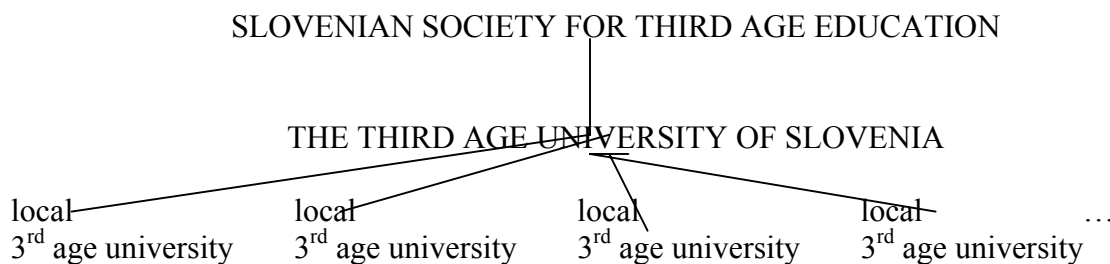 SLOVENIAN SOCIETY FOR THIRD AGE EDUCATION
THE THIRD AGE UNIVERSITY OF SLOVENIA
local local local local …
3rd age university 3rd age university 3rd age university 3rd age university